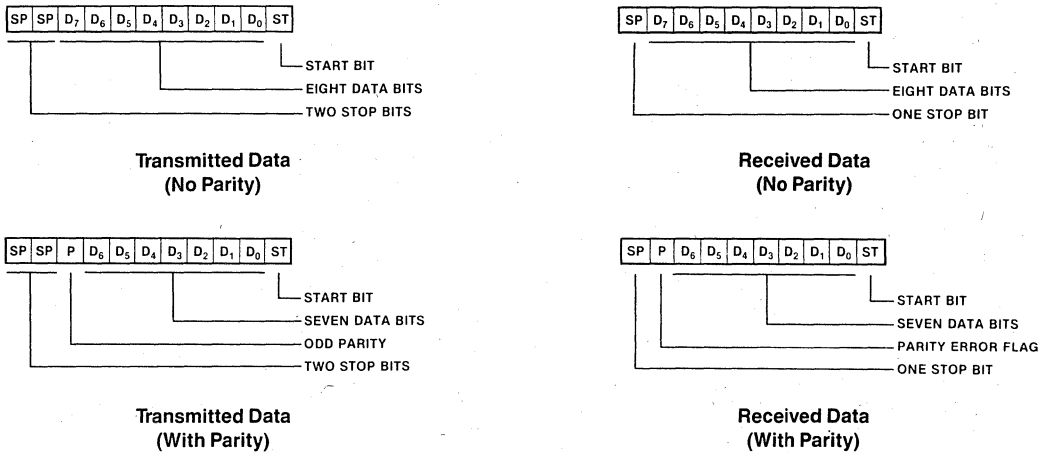 SP SP D₇ D₆ D₅ D₄ D₃ D₂ D₁ D₀ ST
START BIT
EIGHT DATA BITS
TWO STOP BITS
Transmitted Data
(No Parity)
SP D₇ D₆ D₅ D₄ D₃ D₂ D₁ D₀ ST
START BIT
EIGHT DATA BITS
ONE STOP BIT
Received Data
(No Parity)
SP SP P D₆ D₅ D₄ D₃ D₂ D₁ D₀ ST
START BIT
SEVEN DATA BITS
ODD PARITY
TWO STOP BITS
Transmitted Data
(With Parity)
SP P D₆ D₅ D₄ D₃ D₂ D₁ D₀ ST
START BIT
SEVEN DATA BITS
PARITY ERROR FLAG
ONE STOP BIT
Received Data
(With Parity)